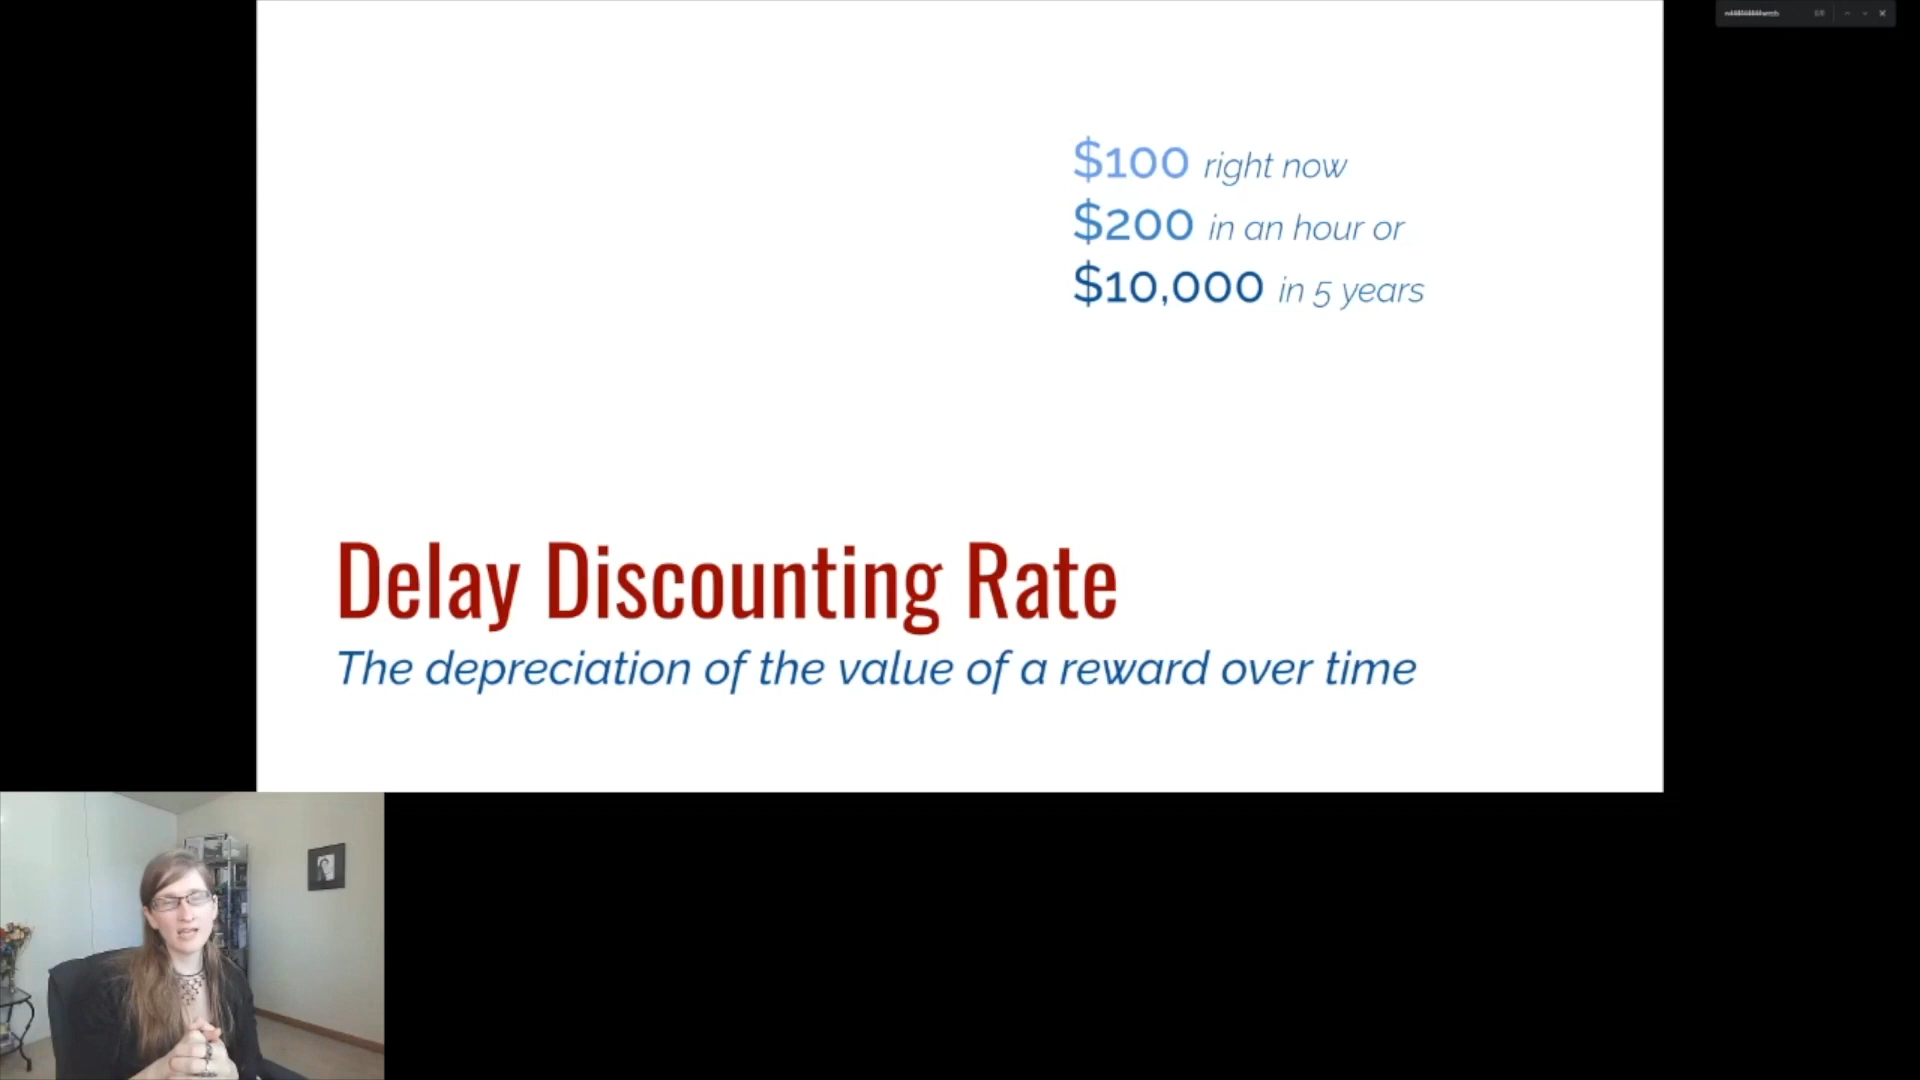 $100 right now
$200 in an hour or
$10,000 in 5 years
Delay Discounting Rate
The depreciation of the value of a reward over time